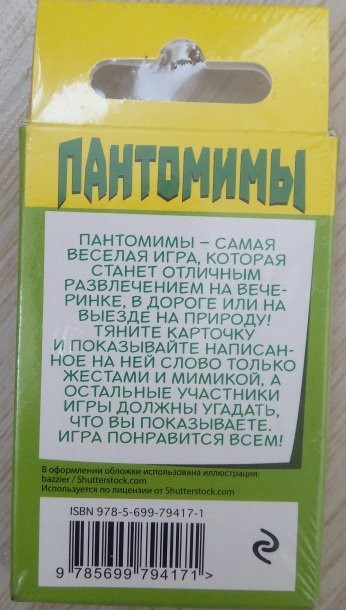 ПАНТОМИМЫ
ПАНТОМИМЫ – САМАЯ
ВЕСЕЛАЯ ИГРА, КОТОРАЯ
СТАНЕТ ОТЛИЧНЫМ
РАЗВЛЕЧЕНИЕМ НА ВЕЧЕ-
РИНКЕ, В ДОРОГЕ ИЛИ НА
ВЫЕЗДЕ НА ПРИРОДУ!
ТЯНИТЕ КАРТОЧКУ
И ПОКАЗЫВАЙТЕ НАПИСАН-
НОЕ НА НЕЙ СЛОВО ТОЛЬКО
ЖЕСТАМИ И МИМИКОЙ, А
ОСТАЛЬНЫЕ УЧАСТНИКИ
ИГРЫ ДОЛЖНЫ УГАДАТЬ,
ЧТО ВЫ ПОКАЗЫВАЕТЕ.
ИГРА ПОНРАВИТСЯ ВСЕМ!
В оформлении обложки использована иллюстрация:
bazzier / Shutterstock.com
Используется по лицензии от Shutterstock.com
ISBN 978-5-699-79417-1
9 785699 794171 >